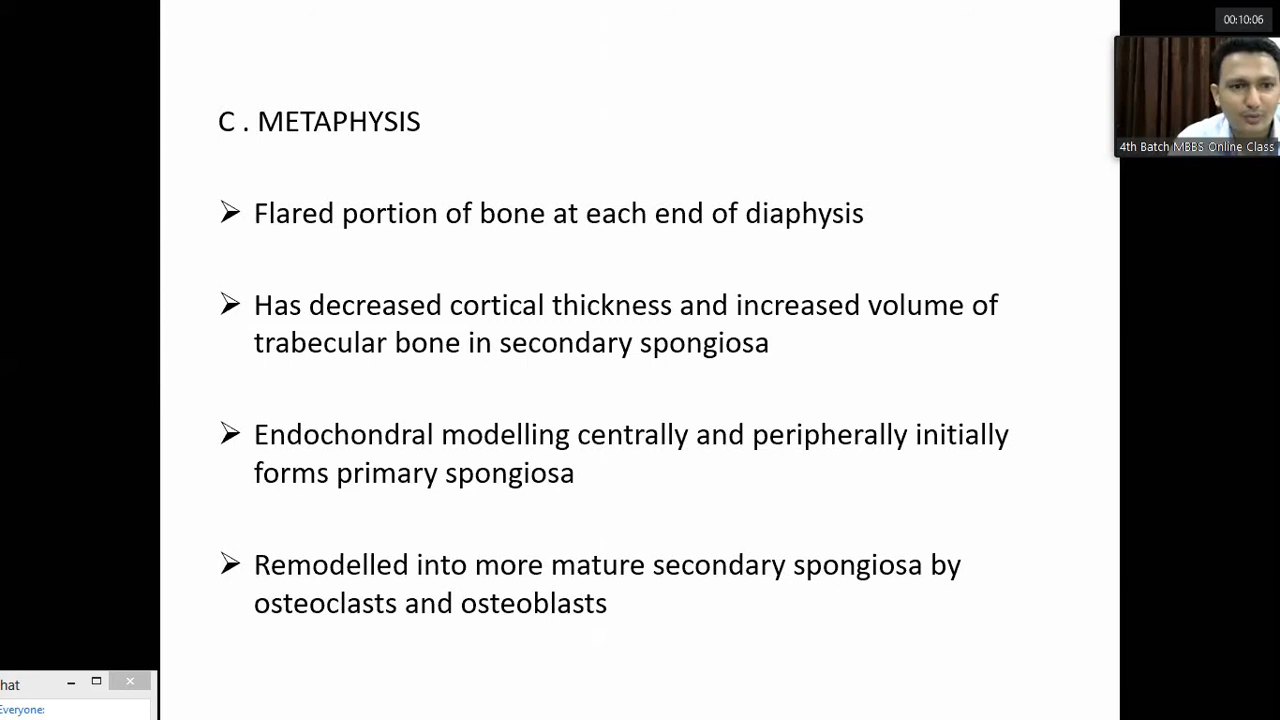 00:10:06
4th Batch MBBS Online Class
C . METAPHYSIS
Flared portion of bone at each end of diaphysis
Has decreased cortical thickness and increased volume of
trabecular bone in secondary spongiosa
Endochondral modelling centrally and peripherally initially
forms primary spongiosa
Remodelled into more mature secondary spongiosa by
osteoclasts and osteoblasts
hat
Everyone: